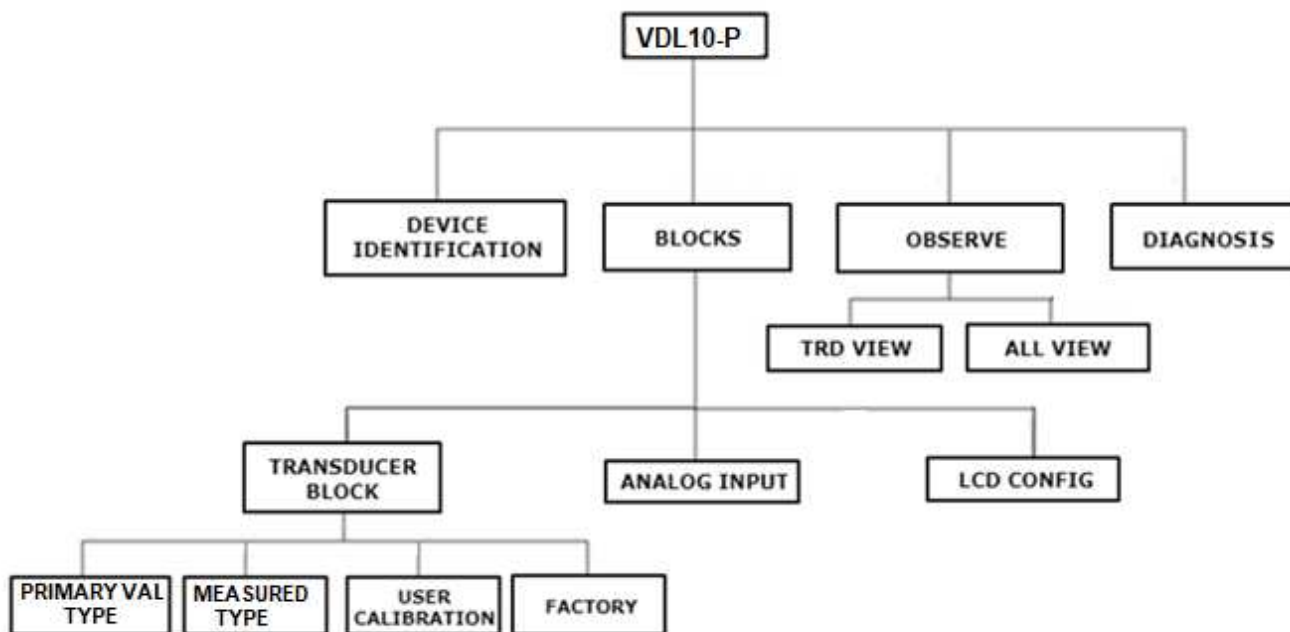 VDL10-P
DEVICE
IDENTIFICATION
BLOCKS
OBSERVE
DIAGNOSIS
TRD VIEW
ALL VIEW
TRANSDUCER
BLOCK
ANALOG INPUT
LCD CONFIG
PRIMARY VAL
TYPE
MEASURED
TYPE
USER
CALIBRATION
FACTORY